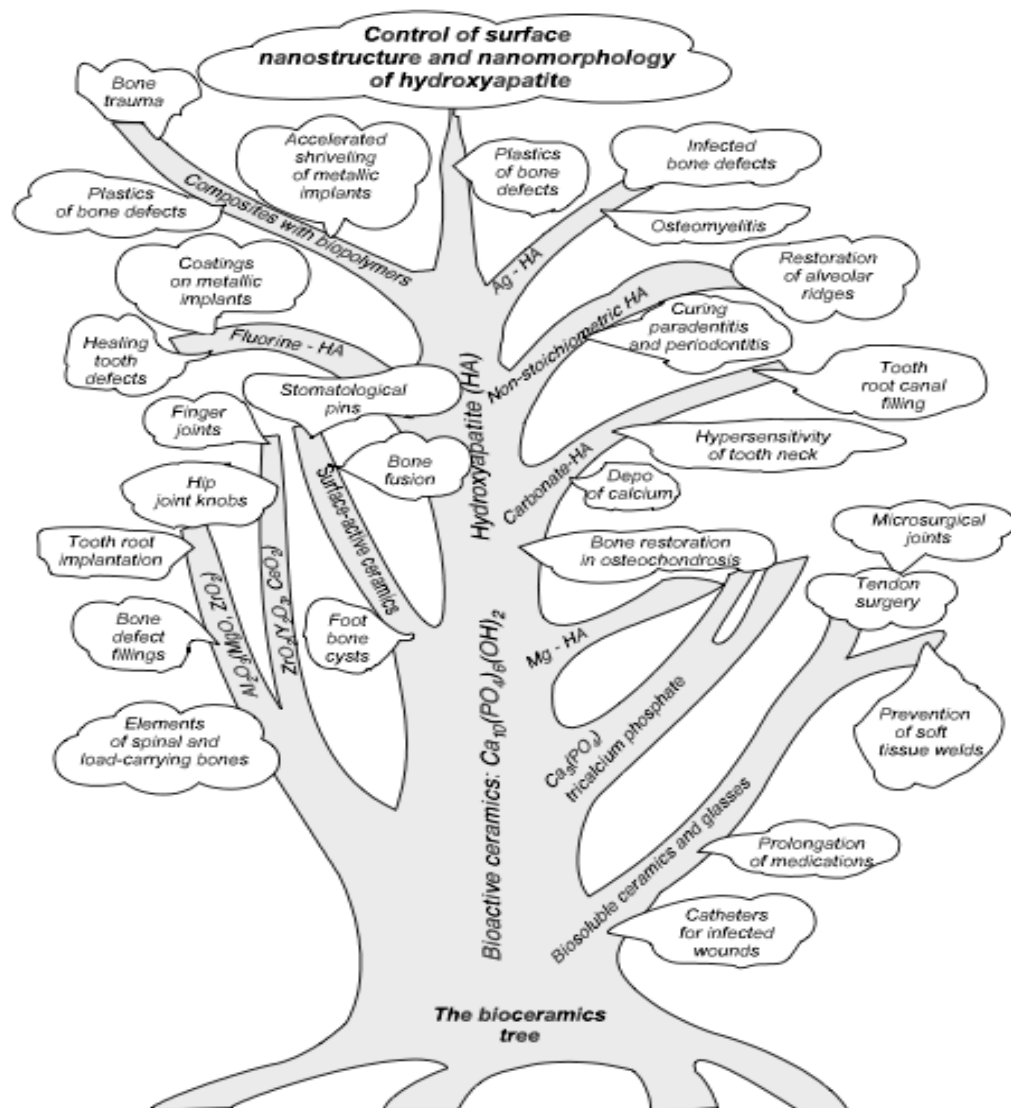 Control of surface
nanostructure and nanomorphology
of hydroxyapatite
Bone
trauma
Accelerated
shriveling
of metallic
implants
Plastics
of bone
defects
Infected
bone defects
Plastics
of bone defects
Composites with biopolymers
Ag - HA
Osteomyelitis
Coatings
on metallic
implants
Restoration
of alveolar
ridges
Non-stoichiometric HA
Curing
paradentitis
and periodontitis
Healing
tooth
defects
Fluorine - HA
Stomatological
pins
Tooth
root canal
filling
Finger
joints
Hydroxyapatite (HA)
Carbonate-HA
Hypersensitivity
of tooth neck
Bone
fusion
Surface-active ceramics
Depo
of calcium
Hip
joint knobs
Microsurgical
joints
Tooth root
implantation
Bone restoration
in osteochondrosis
Tendon
surgery
Bone
defect
fillings
Al2O3(MgO, ZrO2)
ZrO2(Y2O3, CeO2)
Foot
bone
cysts
Mg - HA
Elements
of spinal and
load-carrying bones
Bioactive ceramics: Ca10(PO4)6(OH)2
Ca3(PO4)
tricalcium phosphate
Prevention
of soft
tissue welds
Biosoluble ceramics and glasses
Prolongation
of medications
Catheters
for infected
wounds
The bioceramics
tree